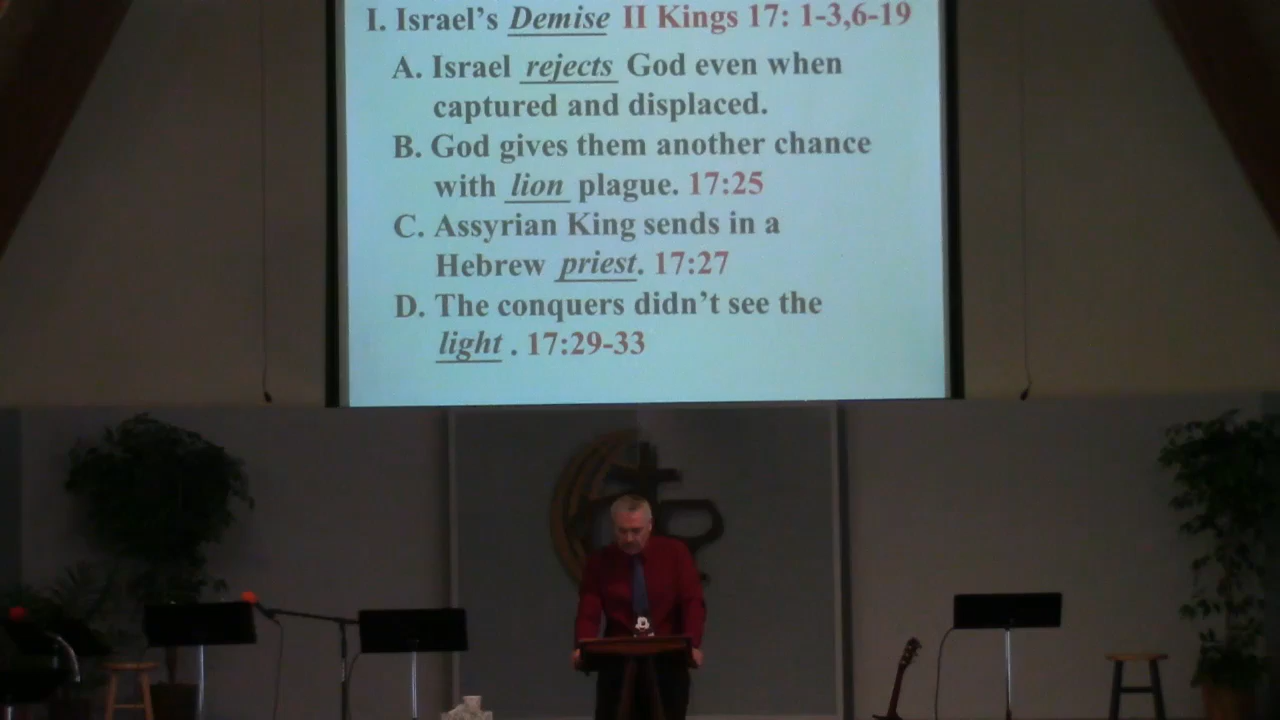 I. Israel's Demise II Kings 17: 1-3,6-19
A. Israel rejects God even when
captured and displaced.
B. God gives them another chance
with lion plague. 17:25
C. Assyrian King sends in a
Hebrew priest. 17:27
D. The conquers didn't see the
light . 17:29-33